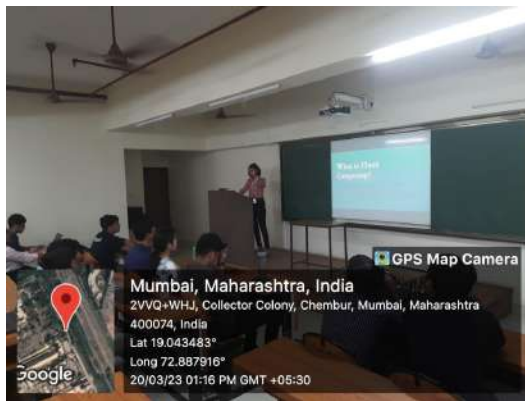 What is Cloud
Computing?
GPS Map Camera
Mumbai, Maharashtra, India
2VVQ+WHJ, Collector Colony, Chembur, Mumbai, Maharashtra
400074, India
Lat 19.043483°
Long 72.887916°
20/03/23 01:16 PM GMT +05:30
Google